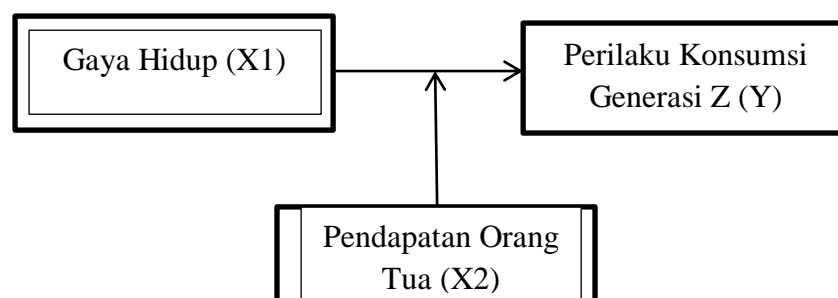 Gaya Hidup (X1)
Perilaku Konsumsi
Generasi Z (Y)
Pendapatan Orang
Tua (X2)